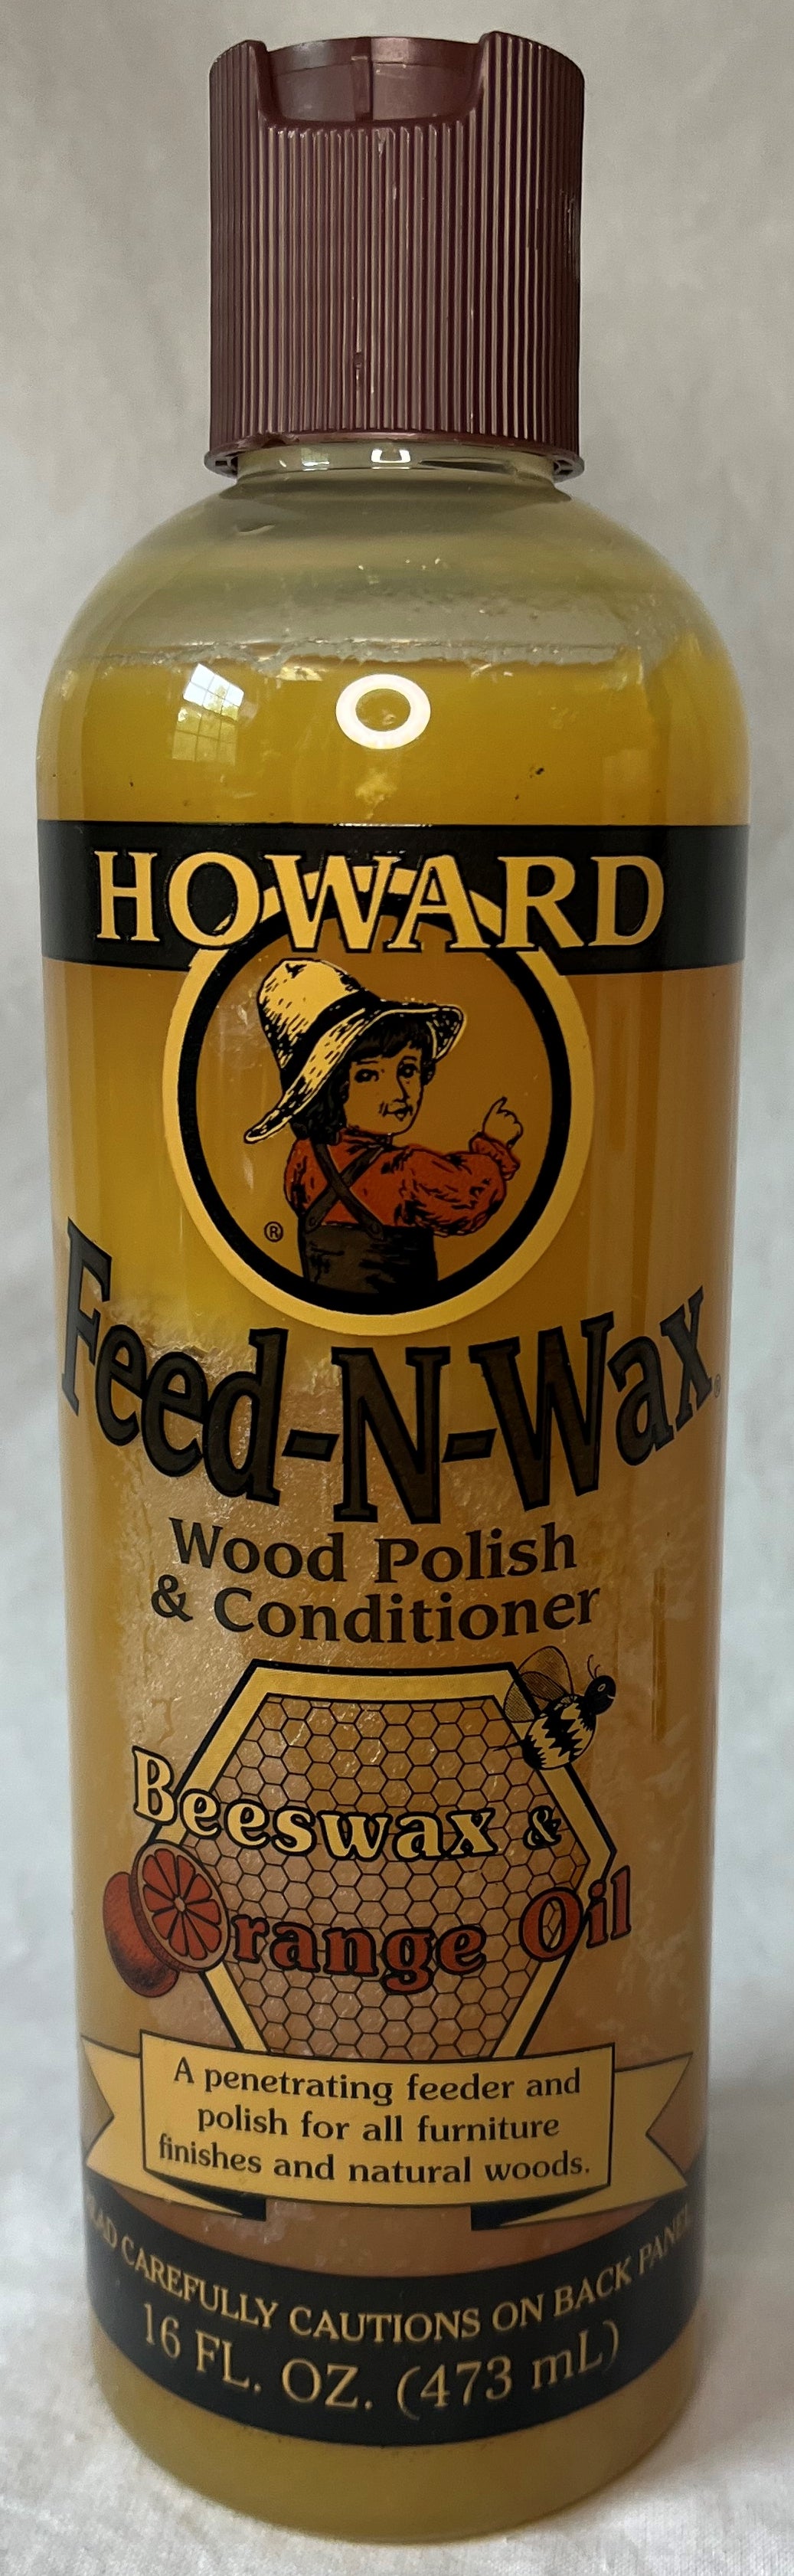 HOWARD
®
Feed-N-Wax®
Wood Polish
& Conditioner
Beeswax &
Orange Oil
A penetrating feeder and
polish for all furniture
finishes and natural woods.
READ CAREFULLY CAUTIONS ON BACK PANEL
16 FL. OZ. (473 mL)